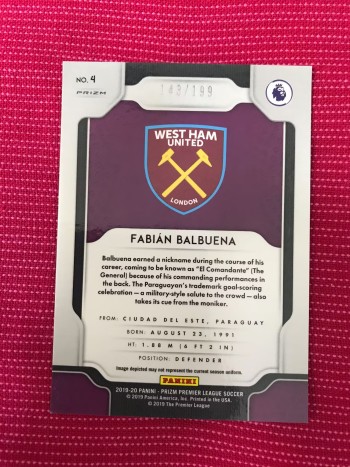 NO. 4
PRIZM
143/199
WEST HAM
UNITED
LONDON
FABIÁN BALBUENA
Balbuena earned a nickname during the course of his
career, coming to be known as "El Comandante" (The
General) because of his commanding performances in
the back. The Paraguayan's trademark goal-scoring
celebration — a military-style salute to the crowd — also
takes its cue from the moniker.
FROM: CIUDAD DEL ESTE, PARAGUAY
BORN: AUGUST 23, 1991
HT: 1.88 M (6 FT 2 IN)
POSITION: DEFENDER
Image depicted may not represent the current season uniform.
PANINI
2019-20 PANINI - PRIZM PREMIER LEAGUE SOCCER
© 2019 Panini America, Inc. Printed in the USA.
© 2019 The Premier League